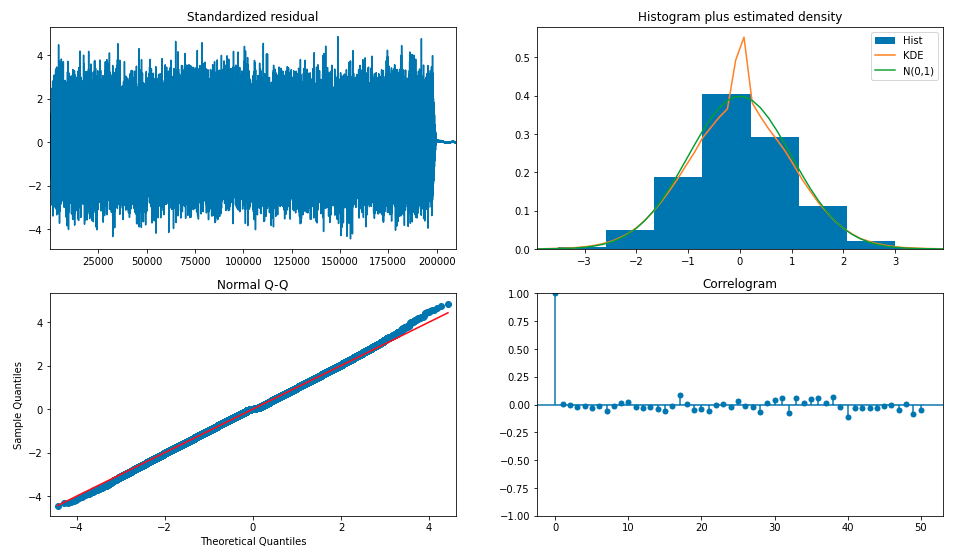 Standardized residual
4
2
0
−2
−4
25000 50000 75000 100000 125000 150000 175000 200000
Histogram plus estimated density
Hist
KDE
N(0,1)
0.5
0.4
0.3
0.2
0.1
0.0
−3 −2 −1 0 1 2 3
Normal Q-Q
Sample Quantiles
4
2
0
−2
−4
−4 −2 0 2 4
Theoretical Quantiles
Correlogram
1.00
0.75
0.50
0.25
0.00
−0.25
−0.50
−0.75
−1.00
0 10 20 30 40 50